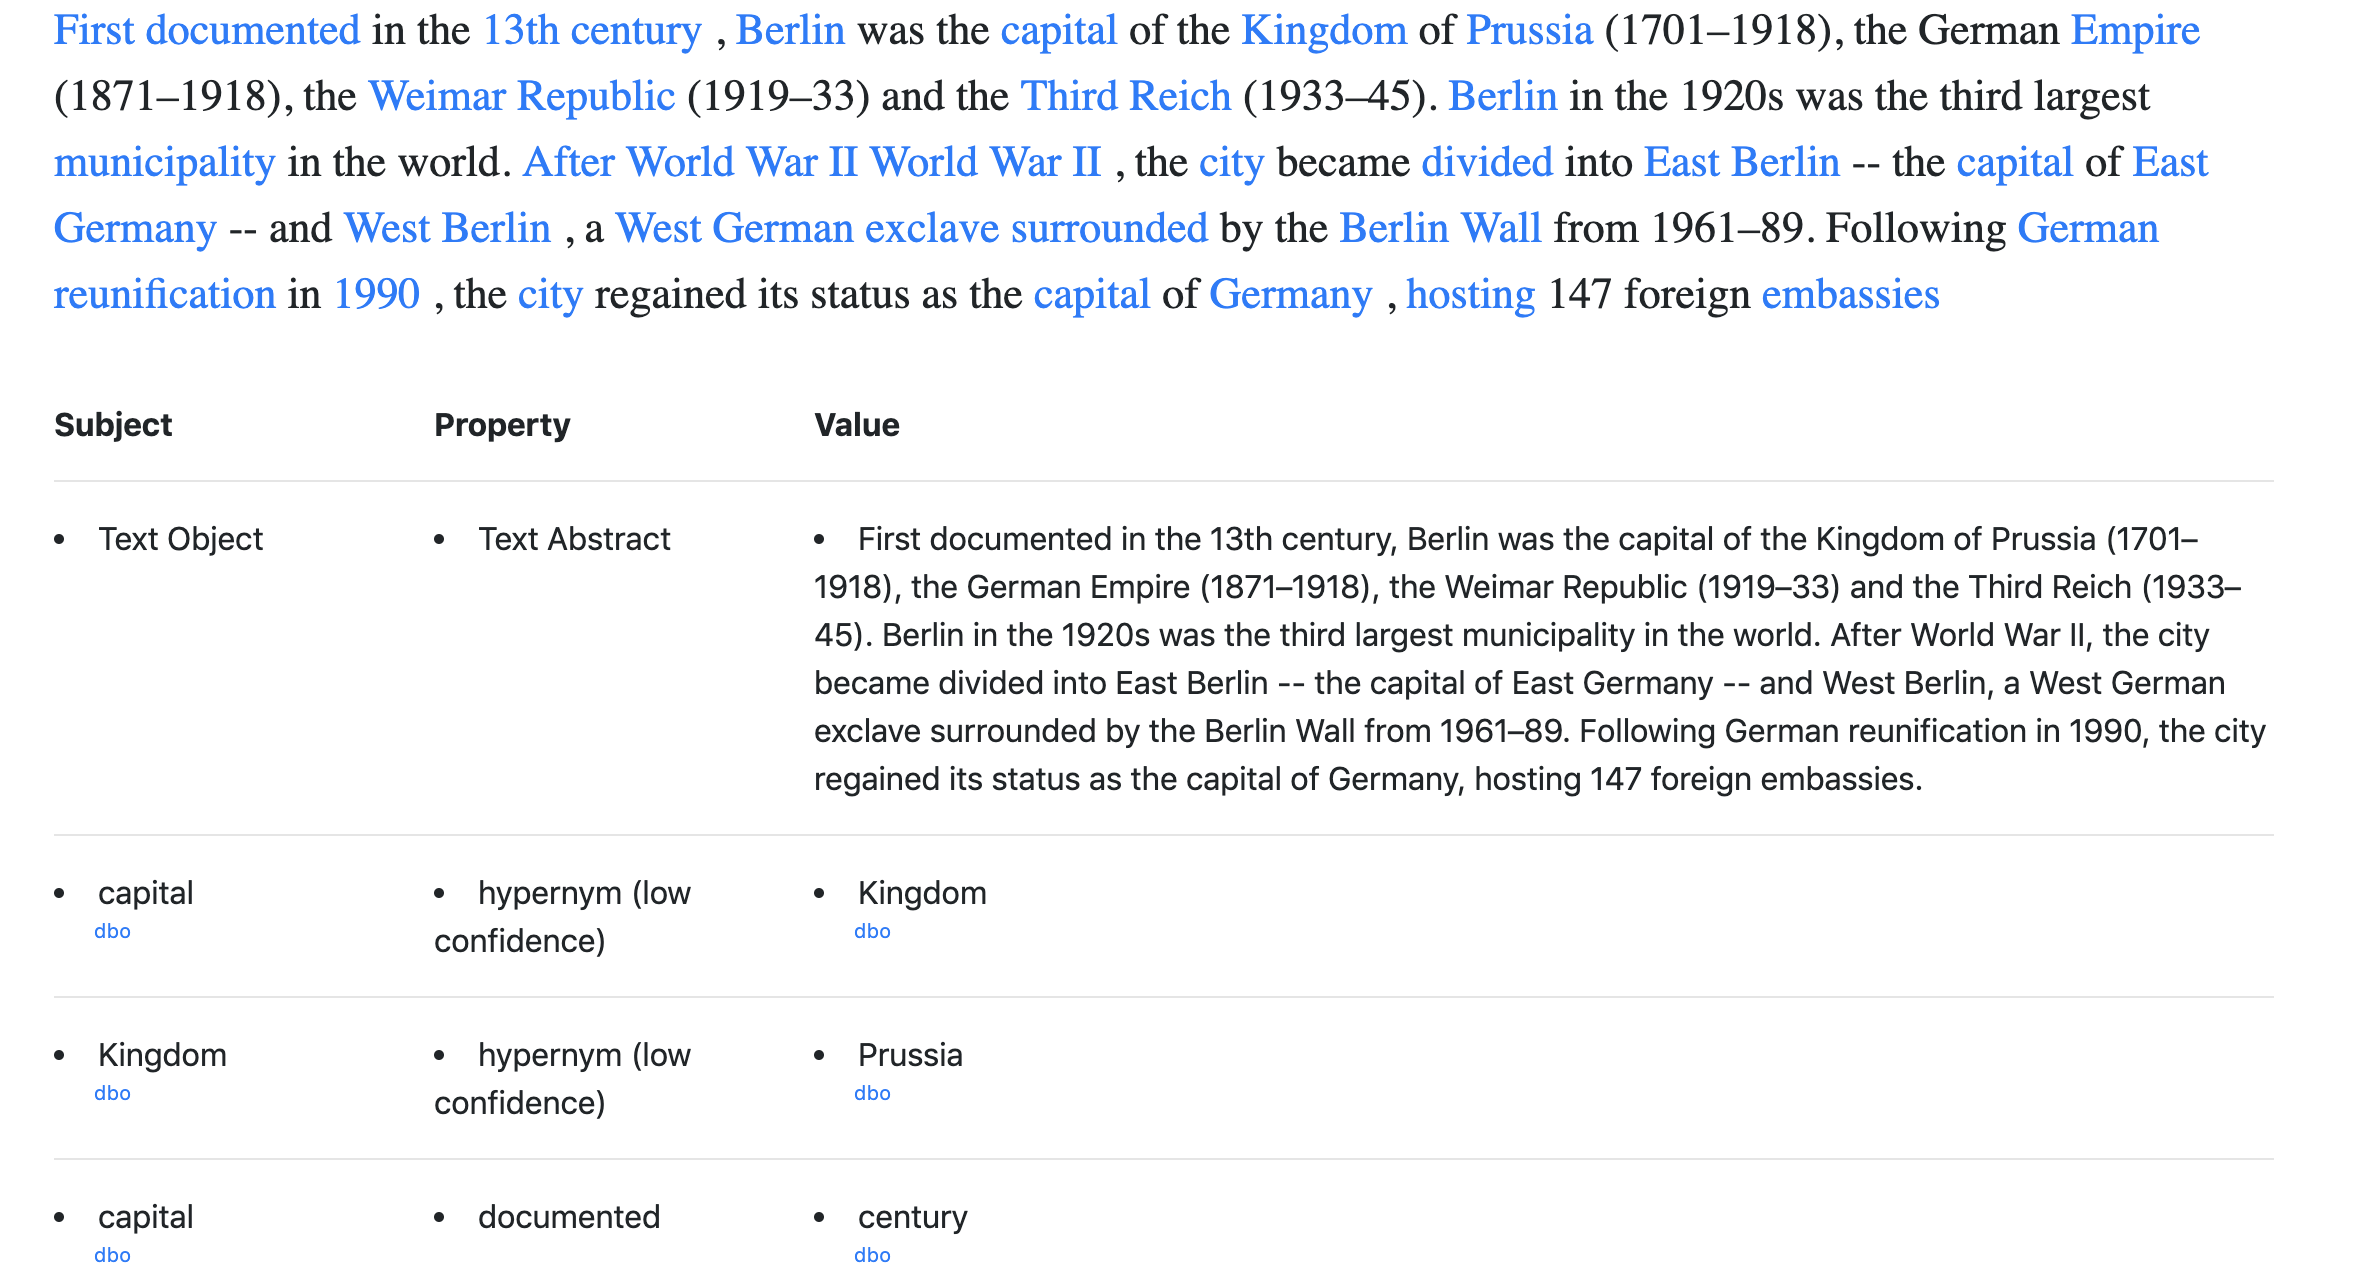 First documented in the 13th century , Berlin was the capital of the Kingdom of Prussia (1701–1918), the German Empire
(1871–1918), the Weimar Republic (1919–33) and the Third Reich (1933–45). Berlin in the 1920s was the third largest
municipality in the world. After World War II World War II , the city became divided into East Berlin -- the capital of East
Germany -- and West Berlin , a West German exclave surrounded by the Berlin Wall from 1961–89. Following German
reunification in 1990 , the city regained its status as the capital of Germany , hosting 147 foreign embassies
Subject Property Value
• Text Object • Text Abstract • First documented in the 13th century, Berlin was the capital of the Kingdom of Prussia (1701–
1918), the German Empire (1871–1918), the Weimar Republic (1919–33) and the Third Reich (1933–
45). Berlin in the 1920s was the third largest municipality in the world. After World War II, the city
became divided into East Berlin -- the capital of East Germany -- and West Berlin, a West German
exclave surrounded by the Berlin Wall from 1961–89. Following German reunification in 1990, the city
regained its status as the capital of Germany, hosting 147 foreign embassies.
• capital • hypernym (low • Kingdom
dbo confidence) dbo
• Kingdom • hypernym (low • Prussia
dbo confidence) dbo
• capital • documented • century
dbo dbo